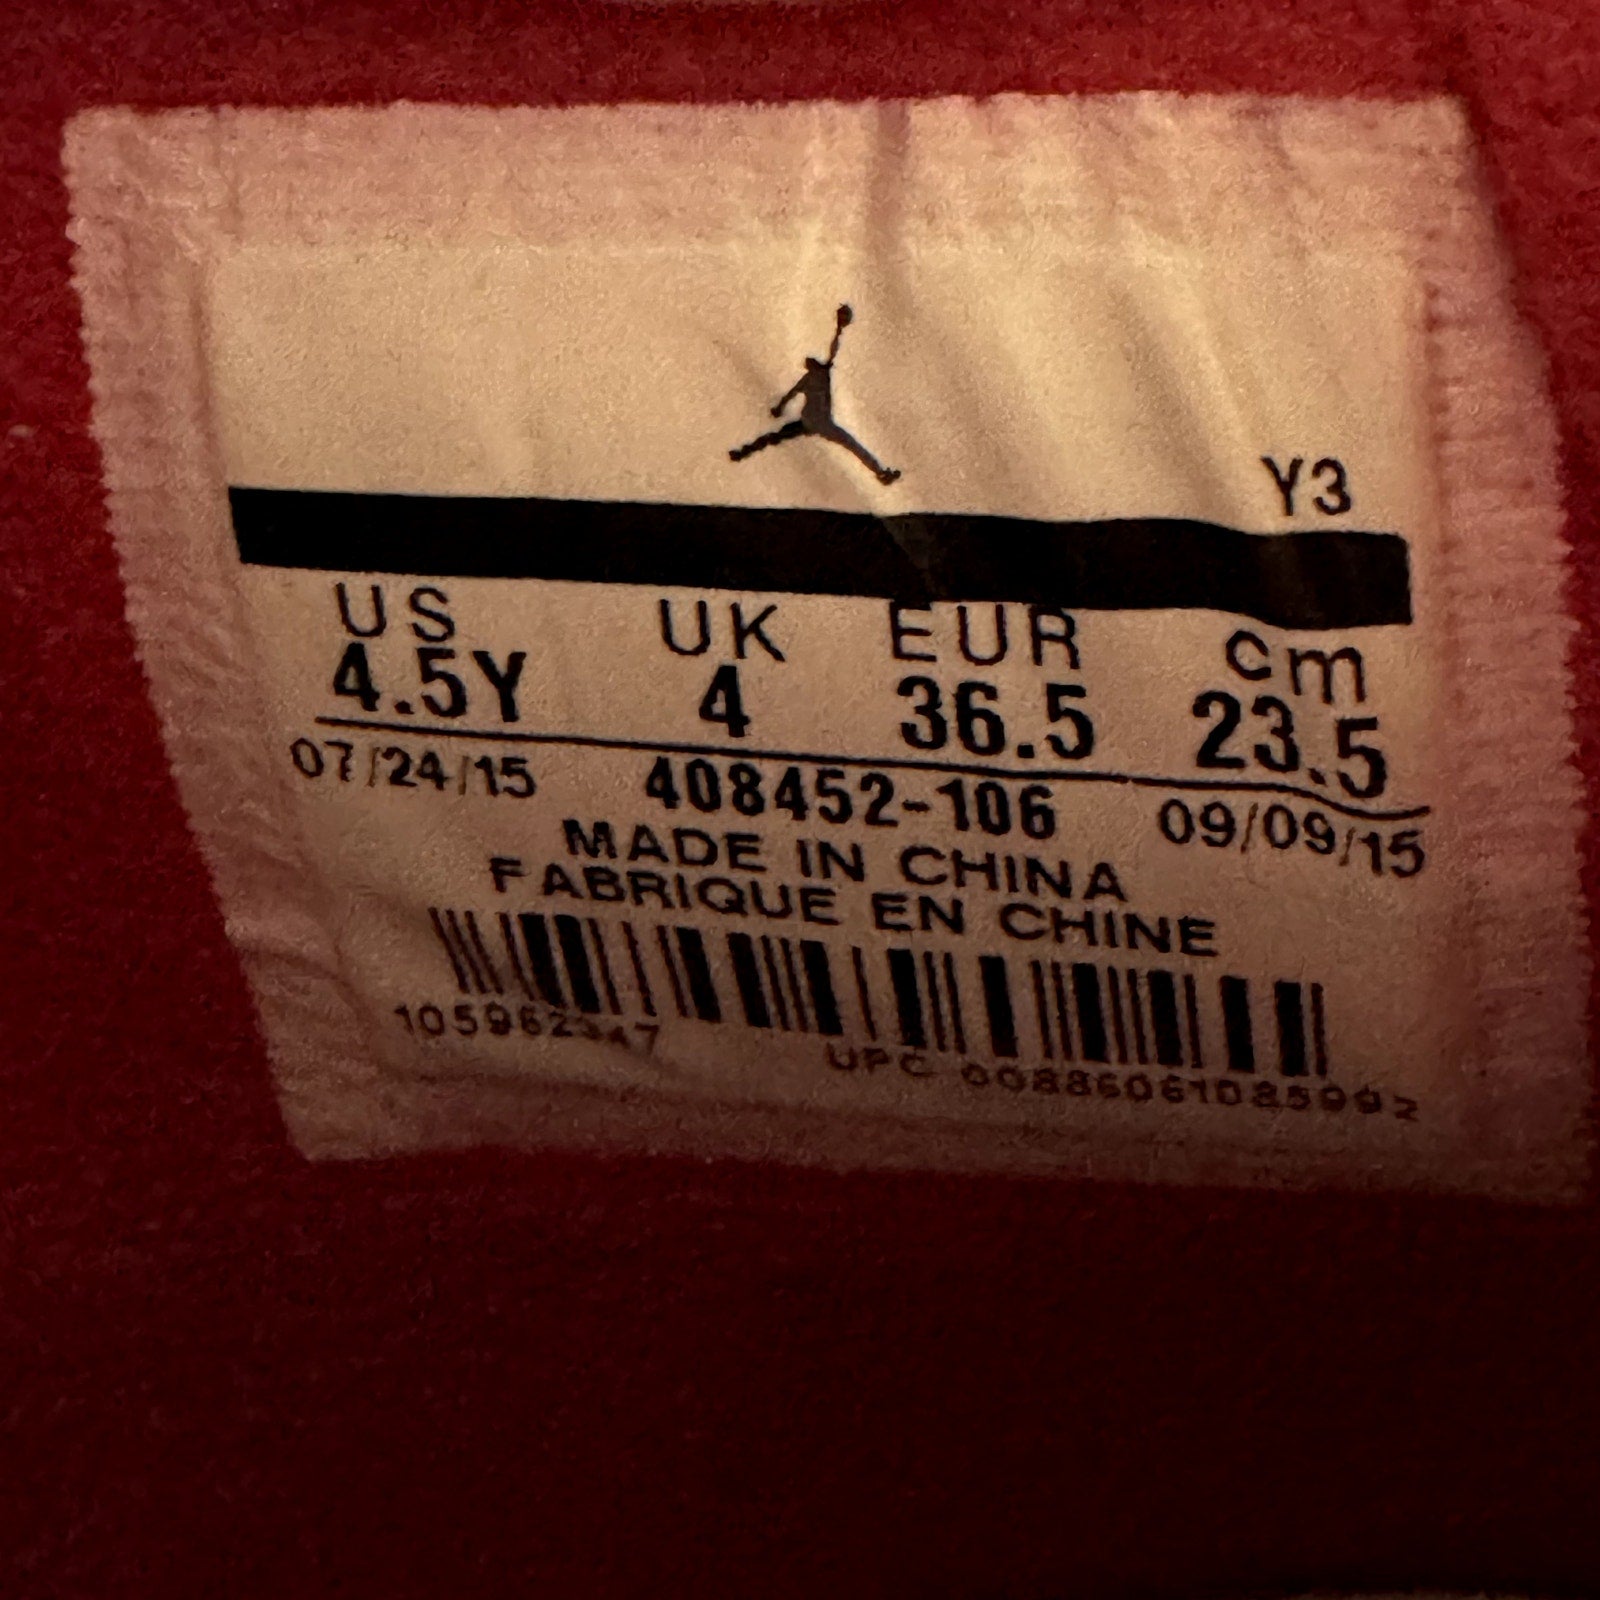 Y3
US UK EUR cm
4.5Y 4 36.5 23.5
07/24/15 408452-106 09/09/15
MADE IN CHINA
FABRIQUE EN CHINE
105962347
UPC 00886061085992